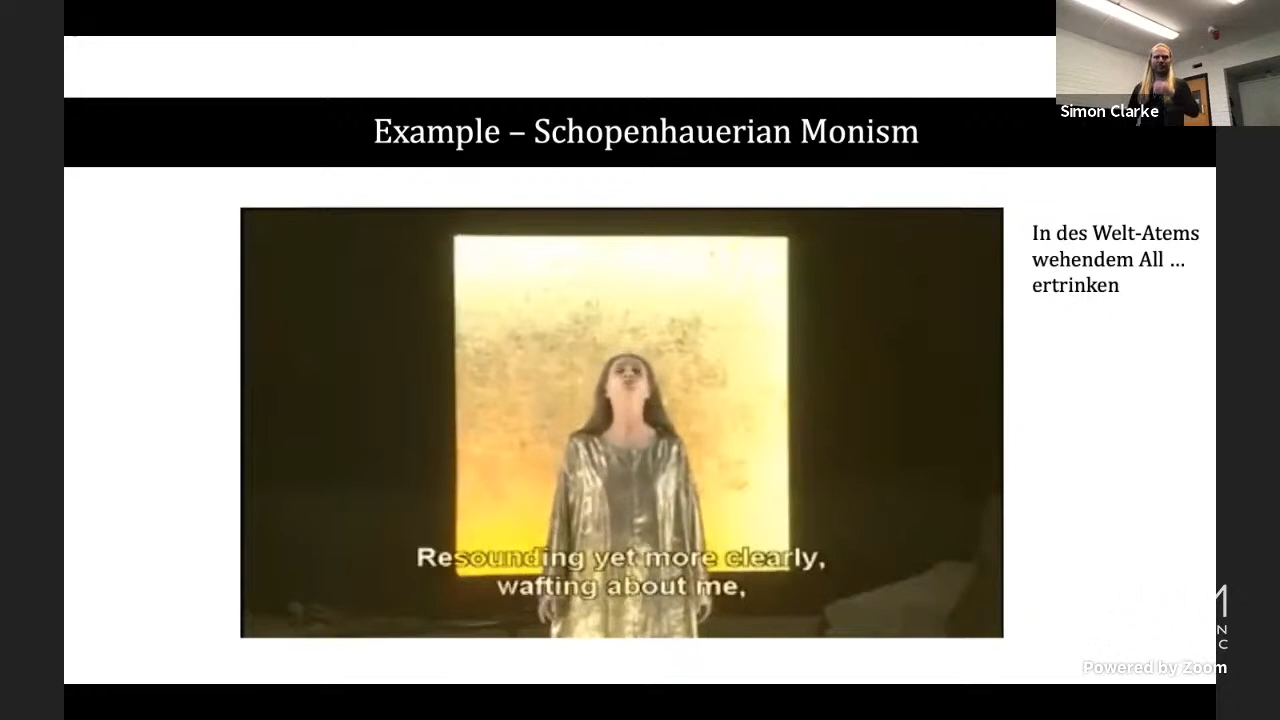 Simon Clarke
Example – Schopenhauerian Monism
In des Welt-Atems
wehendem All ...
ertrinken
Resounding yet more clearly,
wafting about me,
M
N
C
Powered by Zoom